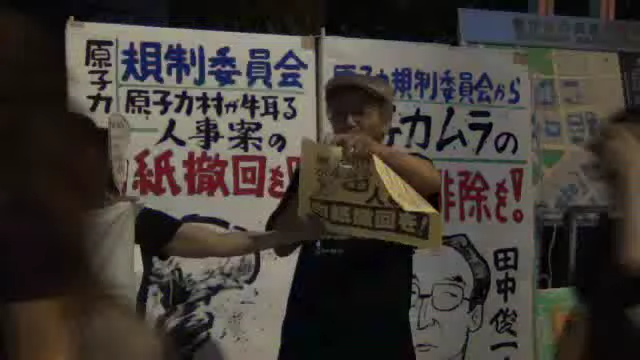 原子力
規制委員会
原子力村が牛耳る
人事案の
紙撤回を!
原子力規制委員会から
カムラの
排除を!
田中俊一
紙撤回を!